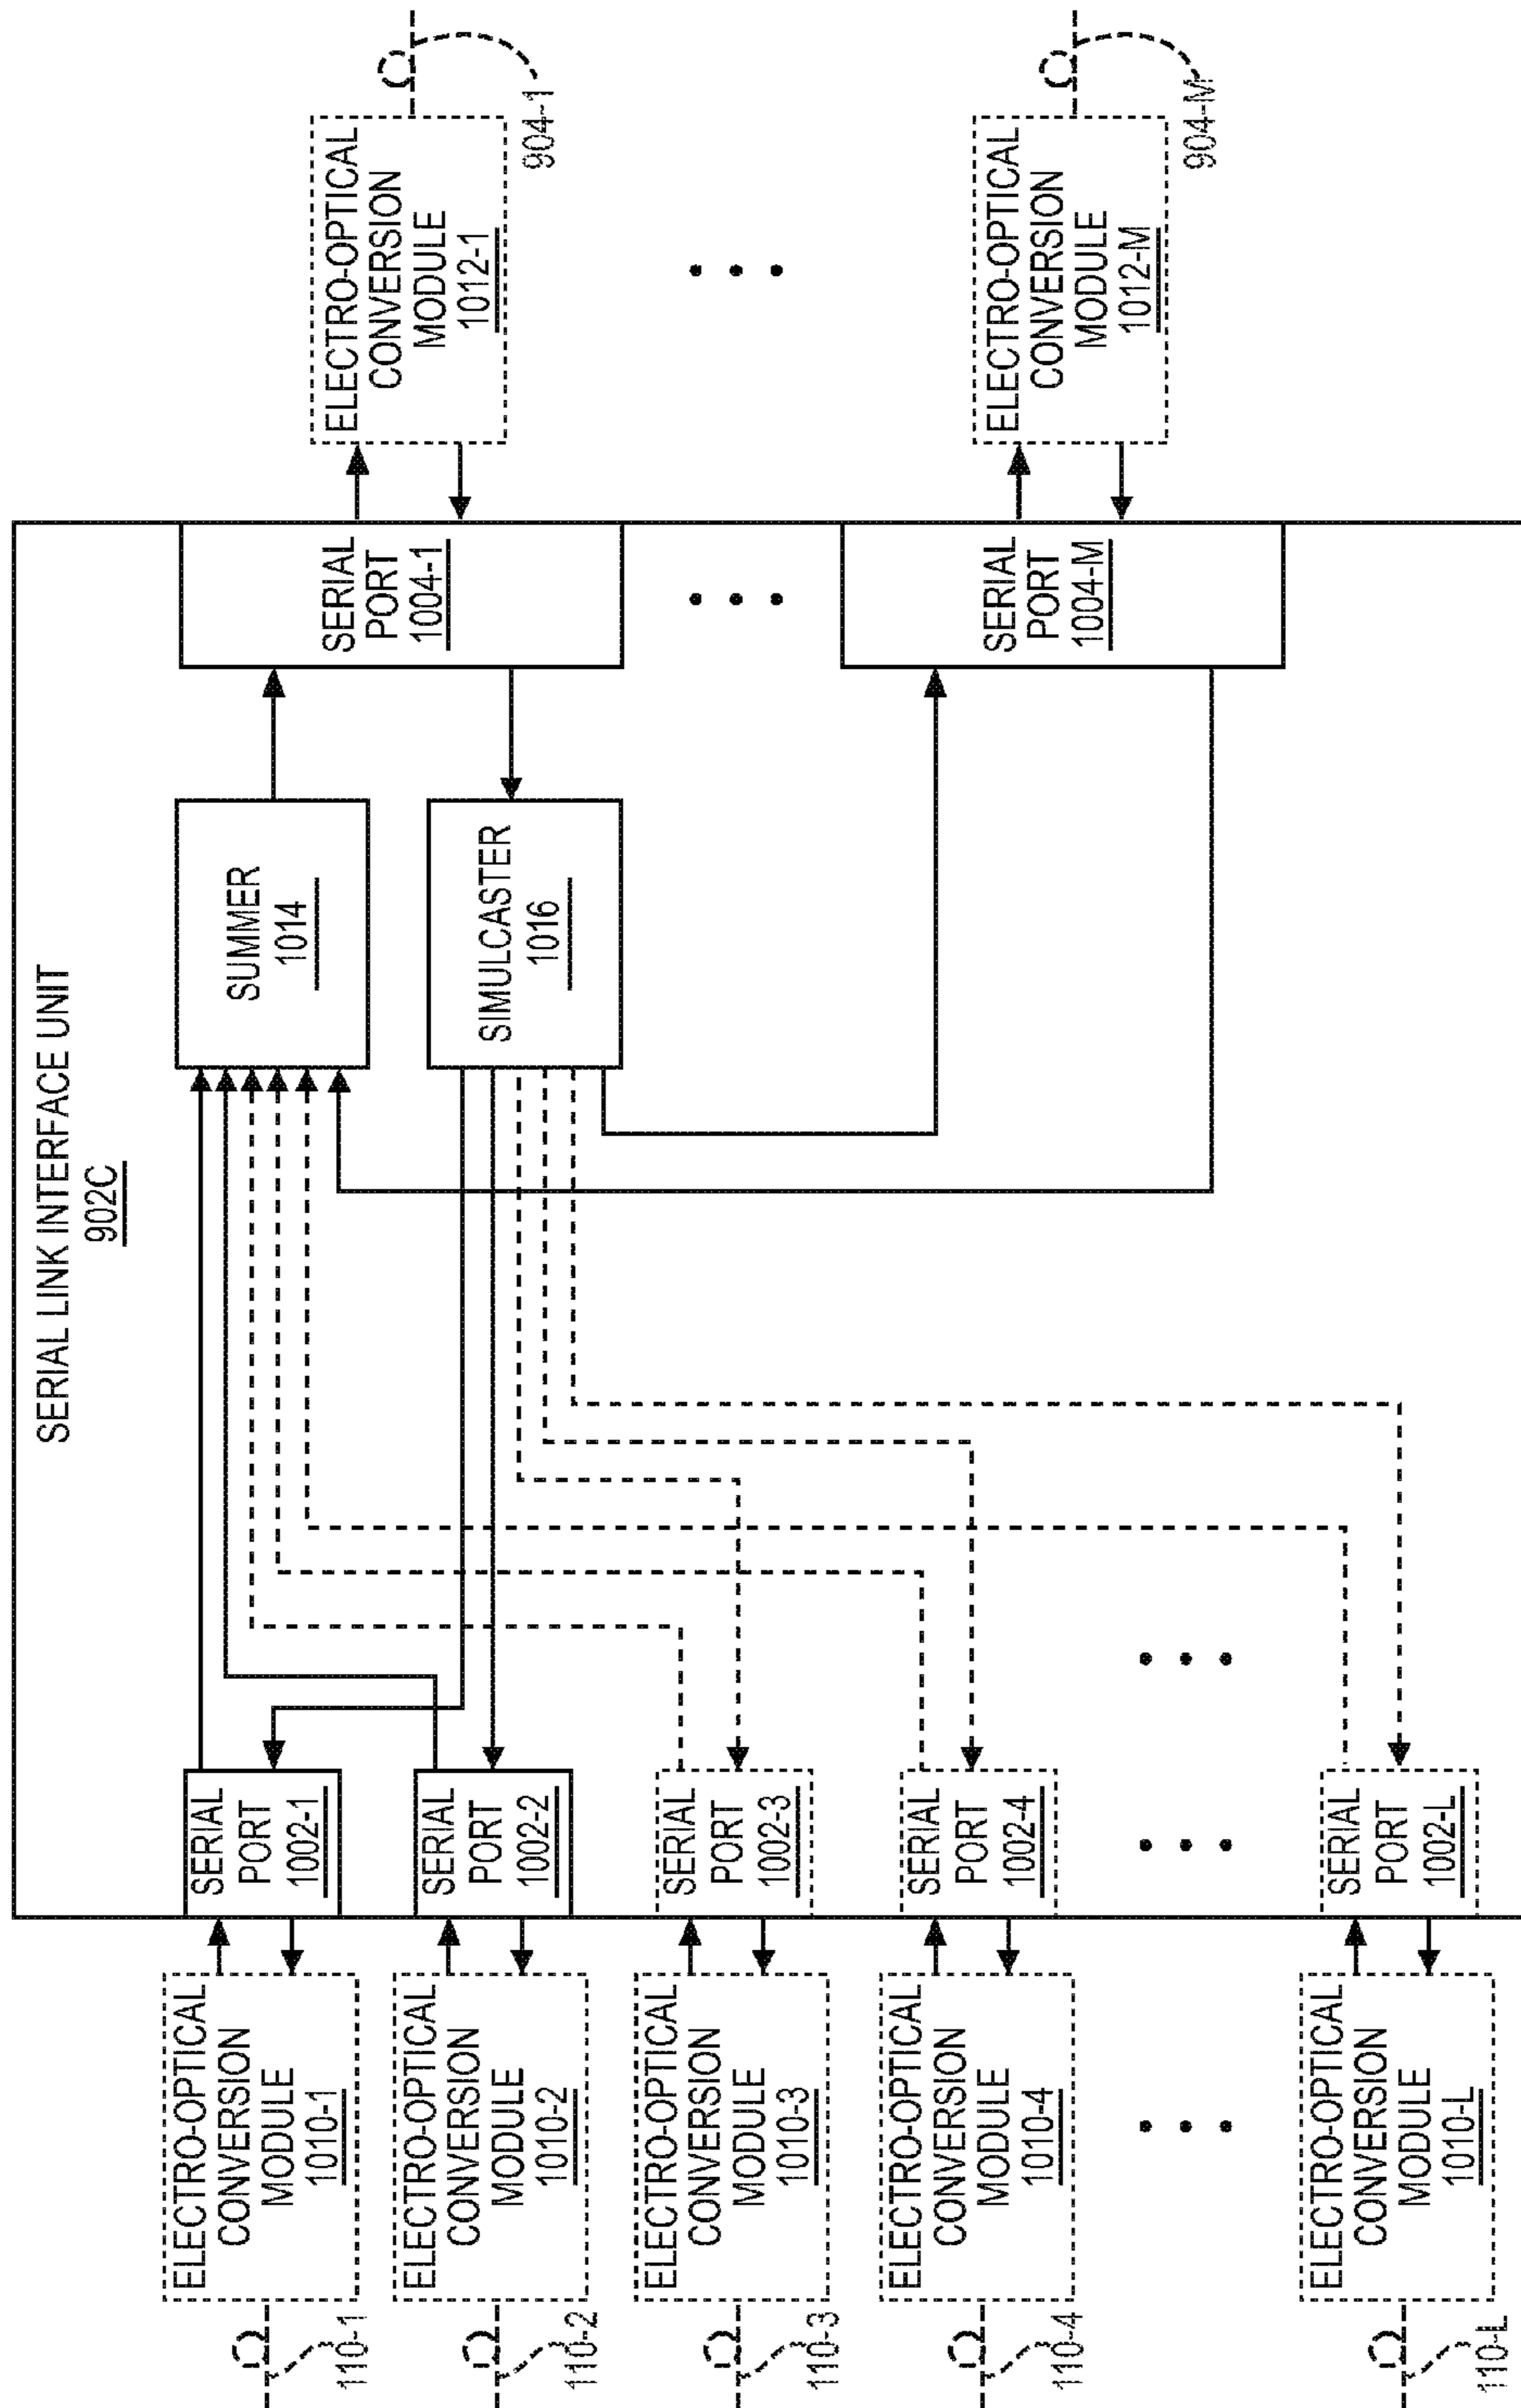 SERIAL LINK INTERFACE UNIT
902C
ELECTRO-OPTICAL
CONVERSION
MODULE
1010-1
110-1
SERIAL
PORT
1002-1
SUMMER
1014
SERIAL
PORT
1004-1
ELECTRO-OPTICAL
CONVERSION
MODULE
1012-1
904-1
ELECTRO-OPTICAL
CONVERSION
MODULE
1010-2
110-2
SERIAL
PORT
1002-2
SIMULCASTER
1016
ELECTRO-OPTICAL
CONVERSION
MODULE
1010-3
110-3
SERIAL
PORT
1002-3
ELECTRO-OPTICAL
CONVERSION
MODULE
1010-4
110-4
SERIAL
PORT
1002-4
SERIAL
PORT
1004-M
ELECTRO-OPTICAL
CONVERSION
MODULE
1012-M
904-M
ELECTRO-OPTICAL
CONVERSION
MODULE
1010-L
110-L
SERIAL
PORT
1002-L